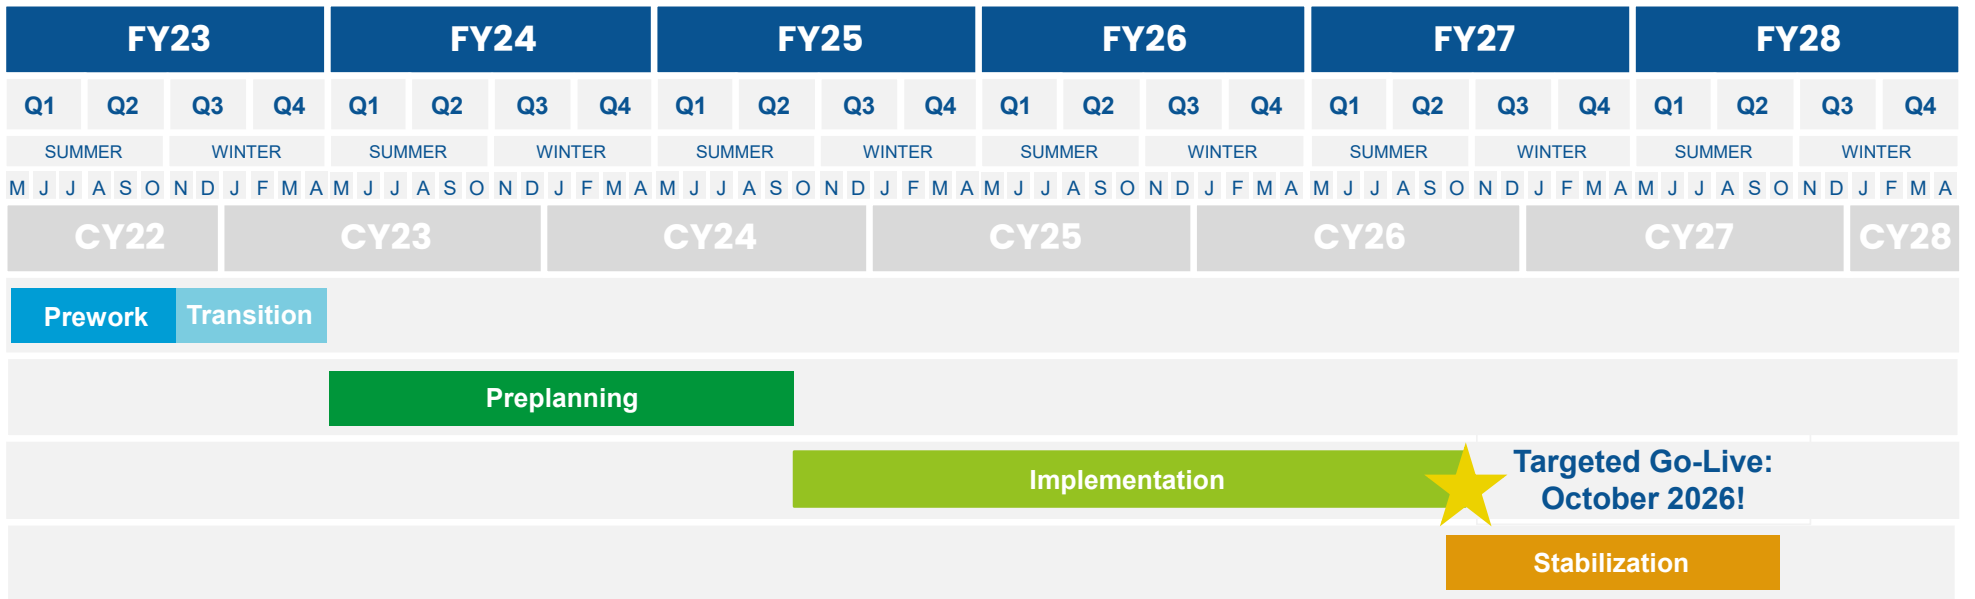 FY23 FY24 FY25 FY26 FY27 FY28
Q1 Q2 Q3 Q4 Q1 Q2 Q3 Q4 Q1 Q2 Q3 Q4 Q1 Q2 Q3 Q4 Q1 Q2 Q3 Q4 Q1 Q2 Q3 Q4
SUMMER WINTER SUMMER WINTER SUMMER WINTER SUMMER WINTER SUMMER WINTER SUMMER WINTER
M J J A S O N D J F M A M J J A S O N D J F M A M J J A S O N D J F M A M J J A S O N D J F M A M J J A S O N D J F M A M J J A S O N D J F M A
CY22 CY23 CY24 CY25 CY26 CY27 CY28
Prework Transition
Preplanning
Implementation
Targeted Go-Live:
October 2026!
Stabilization